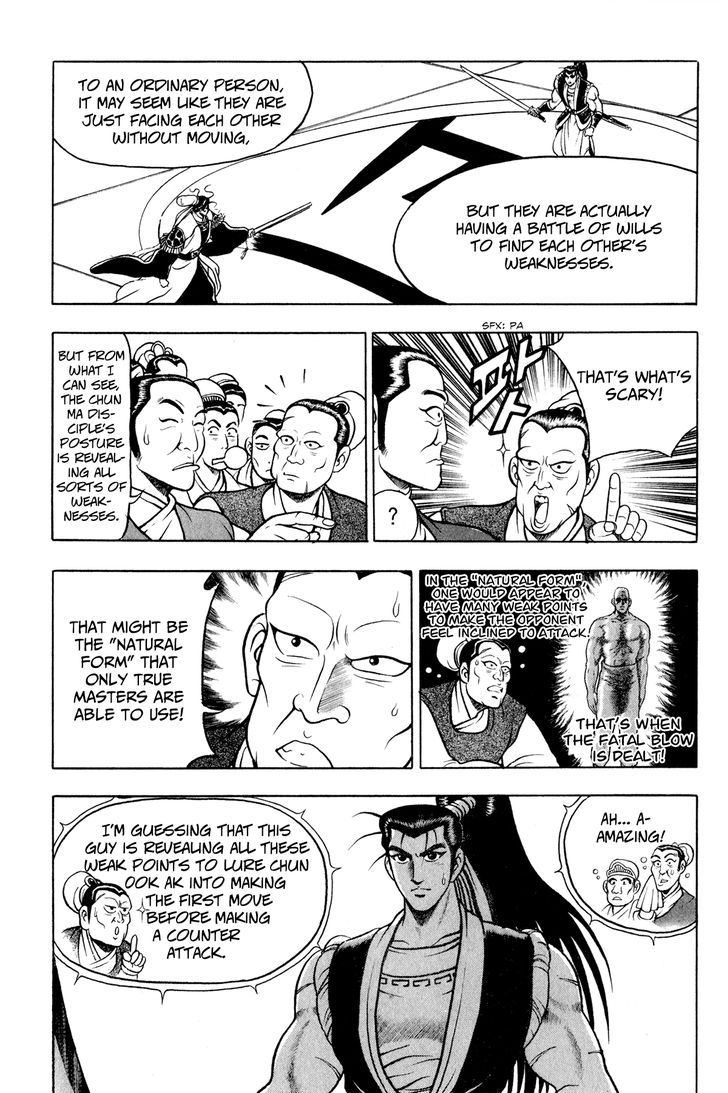 TO AN ORDINARY PERSON,
IT MAY SEEM LIKE THEY ARE
JUST FACING EACH OTHER
WITHOUT MOVING,
BUT THEY ARE ACTUALLY
HAVING A BATTLE OF WILLS
TO FIND EACH OTHER'S
WEAKNESSES.
BUT FROM
WHAT I
CAN SEE,
THE CHUN
MA DIS-
CIPLE'S
POSTURE
IS REVEAL-
ING ALL
SORTS OF
WEAK-
NESSES.
SFX: PA
파
THAT'S WHAT'S
SCARY!
?
THAT MIGHT BE
THE "NATURAL
FORM" THAT
ONLY TRUE
MASTERS ARE
ABLE TO USE!
IN THE "NATURAL FORM",
ONE WOULD APPEAR TO
HAVE MANY WEAK POINTS
TO MAKE THE OPPONENT
FEEL INCLINED TO ATTACK.
THAT'S WHEN
THE FATAL BLOW
IS DEALT!
I'M GUESSING THAT THIS
GUY IS REVEALING ALL THESE
WEAK POINTS TO LURE CHUN
OOK AK INTO MAKING
THE FIRST MOVE
BEFORE MAKING
A COUNTER
ATTACK.
AH... A-
AMAZING!